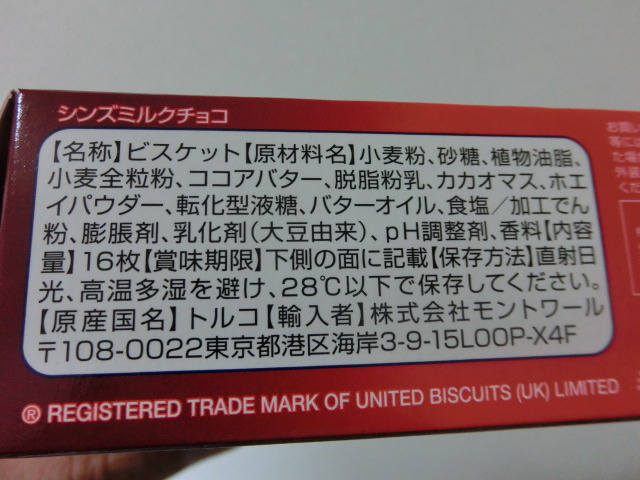 シンズミルクチョコ
【名称】ビスケット【原材料名】小麦粉、砂糖、植物油脂、
小麦全粒粉、ココアバター、脱脂粉乳、カカオマス、ホエ
イパウダー、転化型液糖、バターオイル、食塩／加工でん
粉、膨脹剤、乳化剤(大豆由来)、pH調整剤、香料【内容
量】16枚【賞味期限】下側の面に記載【保存方法】直射日
光、高温多湿を避け、28℃以下で保存してください。
【原産国名】トルコ【輸入者】株式会社モントワール
〒108-0022東京都港区海岸3-9-15LOOP-X4F
® REGISTERED TRADE MARK OF UNITED BISCUITS (UK) LIMITED
お買
等に
た場
外装